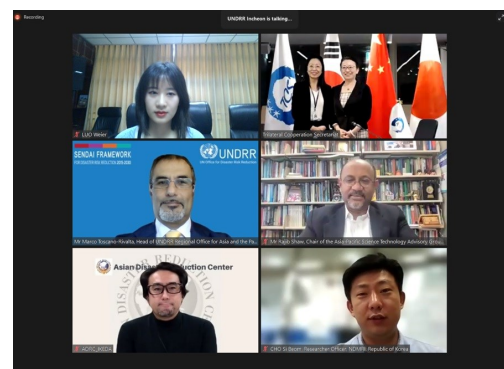 Recording
UNDRR Incheon is talking...
LUO Weier
Trilateral Cooperation Secretariat
SENDAI FRAMEWORK
FOR DISASTER RISK REDUCTION 2015-2030
UNDRR
UN Office for Disaster Risk Reduction
Mr Marco Toscano-Rivalta, Head of UNDRR Regional Office for Asia and the Pa...
Mr Rajib Shaw, Chair of the Asia Pacific Science Technology Advisory Grou...
Asian Disaster Reduction Center
ADRC_IKEDA
CHO Si Beom, Researcher Officer, NDMI, Republic of Korea